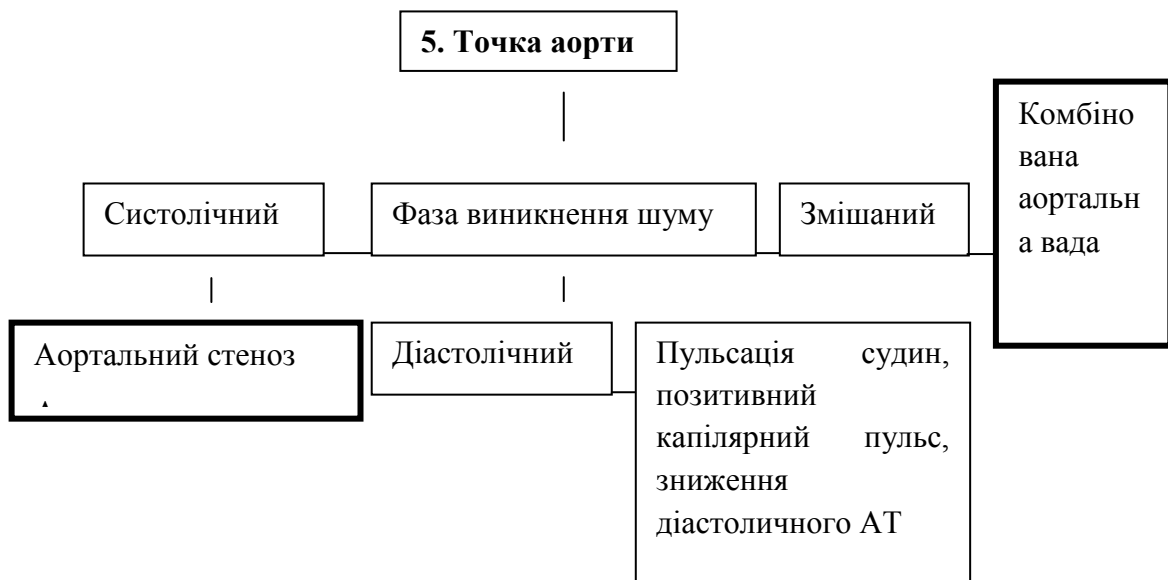 5. Точка аорти
Комбіно
вана
аортальн
а вада
Систолічний
Фаза виникнення шуму
Змішаний
Аортальний стеноз
Діастолічний
Пульсація судин,
позитивний
капілярний пульс,
зниження
діастоличного АТ